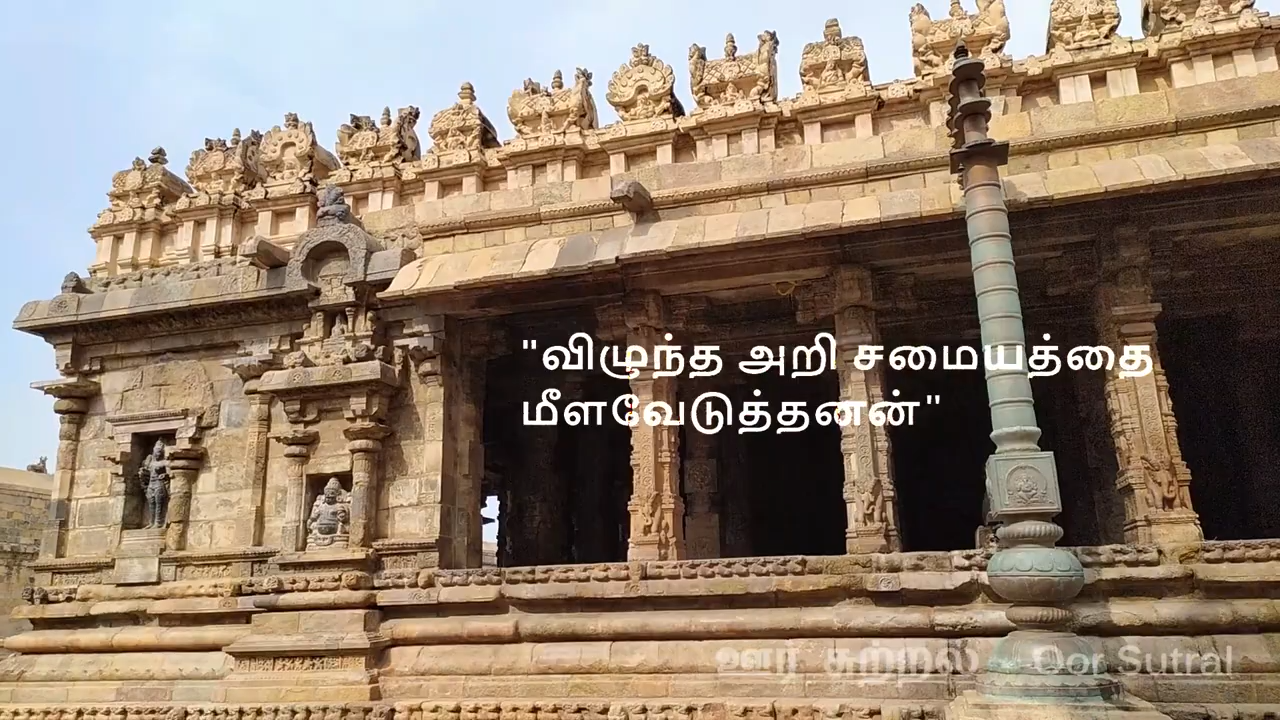 "விழுந்த அறி சமையத்தை
மீளவேடுத்தனன்"
ஊர் சுற்றல் - Oor Sutral